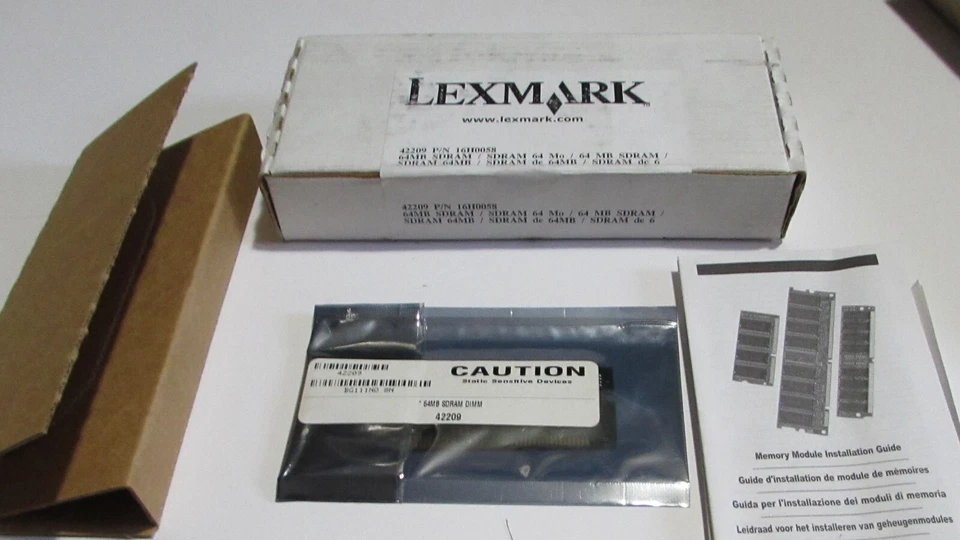 LEXMARK
www.lexmark.com
42209 P/N 16H0058
64MB SDRAM / SDRAM 64 Mo / 64 MB SDRAM /
SDRAM 64MB / SDRAM de 64MB / SDRAM de 6
42209 P/N 16H0058
64MB SDRAM / SDRAM 64 Mo / 64 MB SDRAM /
SDRAM 64MB / SDRAM de 64MB / SDRAM de 6
CAUTION
Static Sensitive Devices
42209
64MB SDRAM DIMM
42209
Memory Module Installation Guide
Guide d'installation de module de mémoires
Guida per l'installazione dei moduli di memoria
Leidraad voor het installeren van geheugenmodules